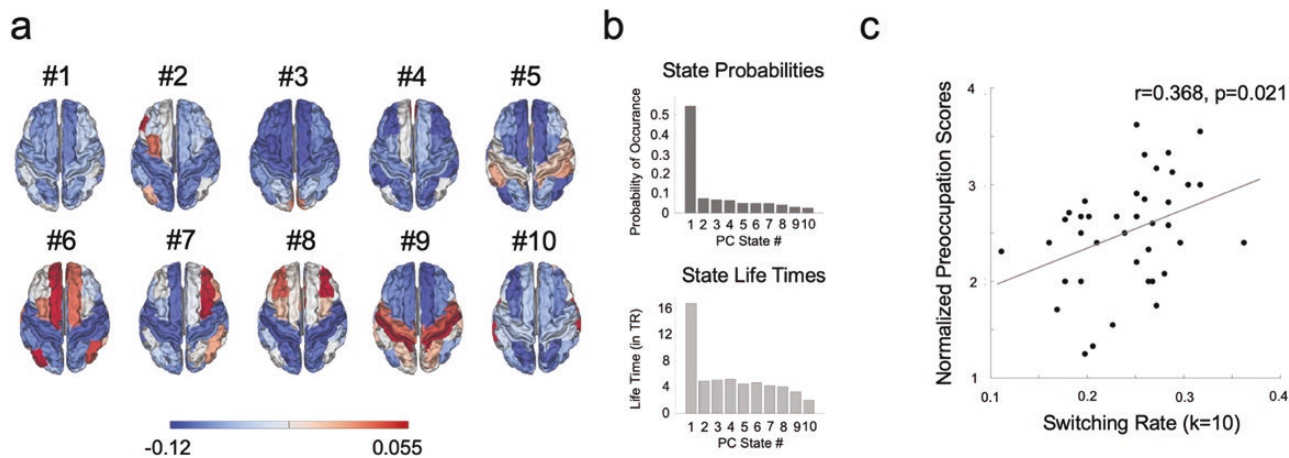 a
#1
#2
#3
#4
#5
#6
#7
#8
#9
#10
-0.12
0.055
b
State Probabilities
Probability of Occurance
0.5
0.4
0.3
0.2
0.1
0
1 2 3 4 5 6 7 8 9 10
PC State #
State Life Times
Life Time (in TR)
16
12
8
4
0
1 2 3 4 5 6 7 8 9 10
PC State #
c
r=0.368, p=0.021
Normalized Preoccupation Scores
4
3
2
1
0.1 0.2 0.3 0.4
Switching Rate (k=10)